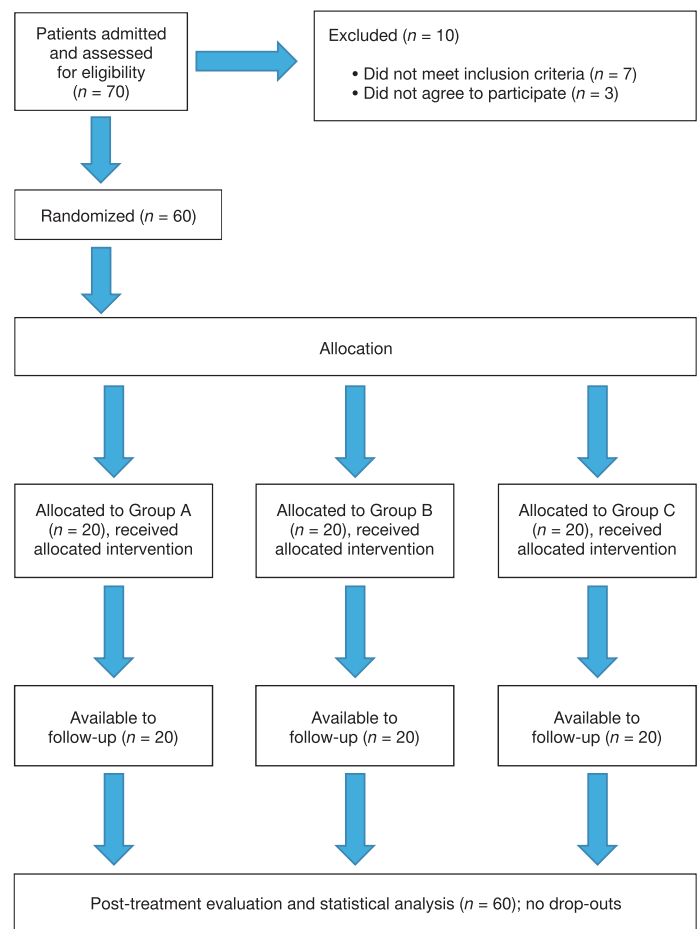 Patients admitted
and assessed
for eligibility
(n = 70)
Excluded (n = 10)
• Did not meet inclusion criteria (n = 7)
• Did not agree to participate (n = 3)
Randomized (n = 60)
Allocation
Allocated to Group A
(n = 20), received
allocated intervention
Allocated to Group B
(n = 20), received
allocated intervention
Allocated to Group C
(n = 20), received
allocated intervention
Available to
follow-up (n = 20)
Available to
follow-up (n = 20)
Available to
follow-up (n = 20)
Post-treatment evaluation and statistical analysis (n = 60); no drop-outs